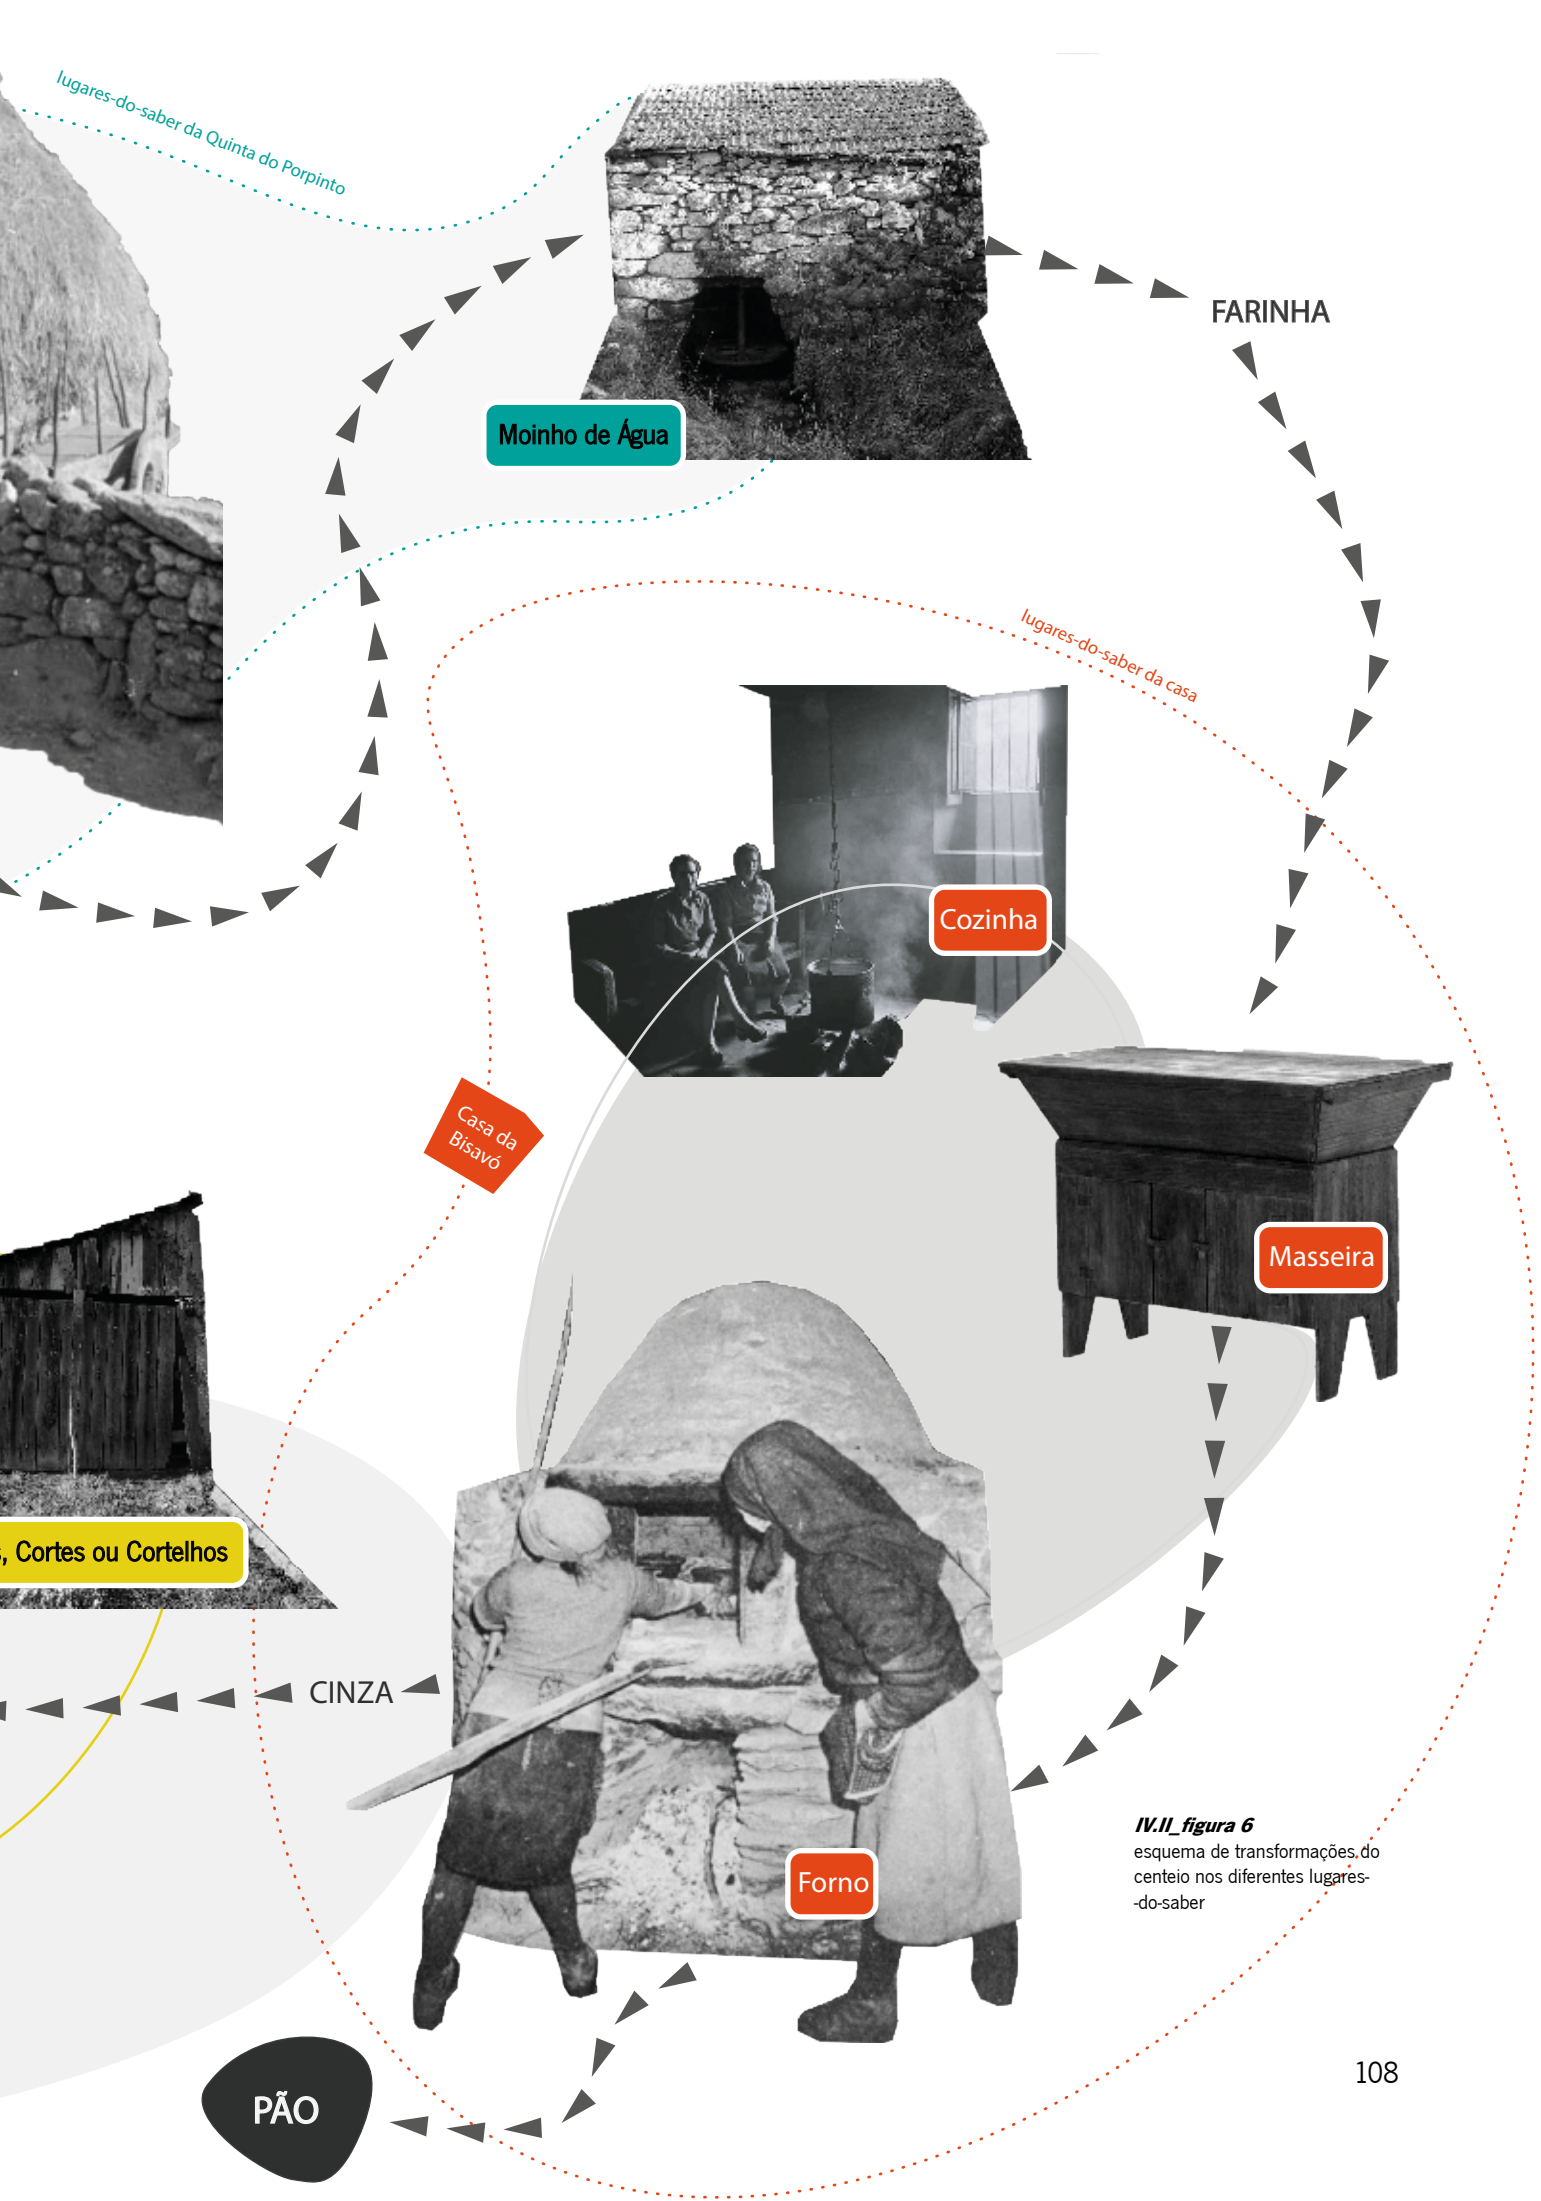 lugares-do-saber da Quinta do Porpinto
Moinho de Água
FARINHA
lugares-do-saber da casa
Cozinha
Casa da
Bisavó
Masseira
, Cortes ou Cortelhos
CINZA
Forno
IV.II_figura 6
esquema de transformações do
centeio nos diferentes lugares-
-do-saber
PÃO
108